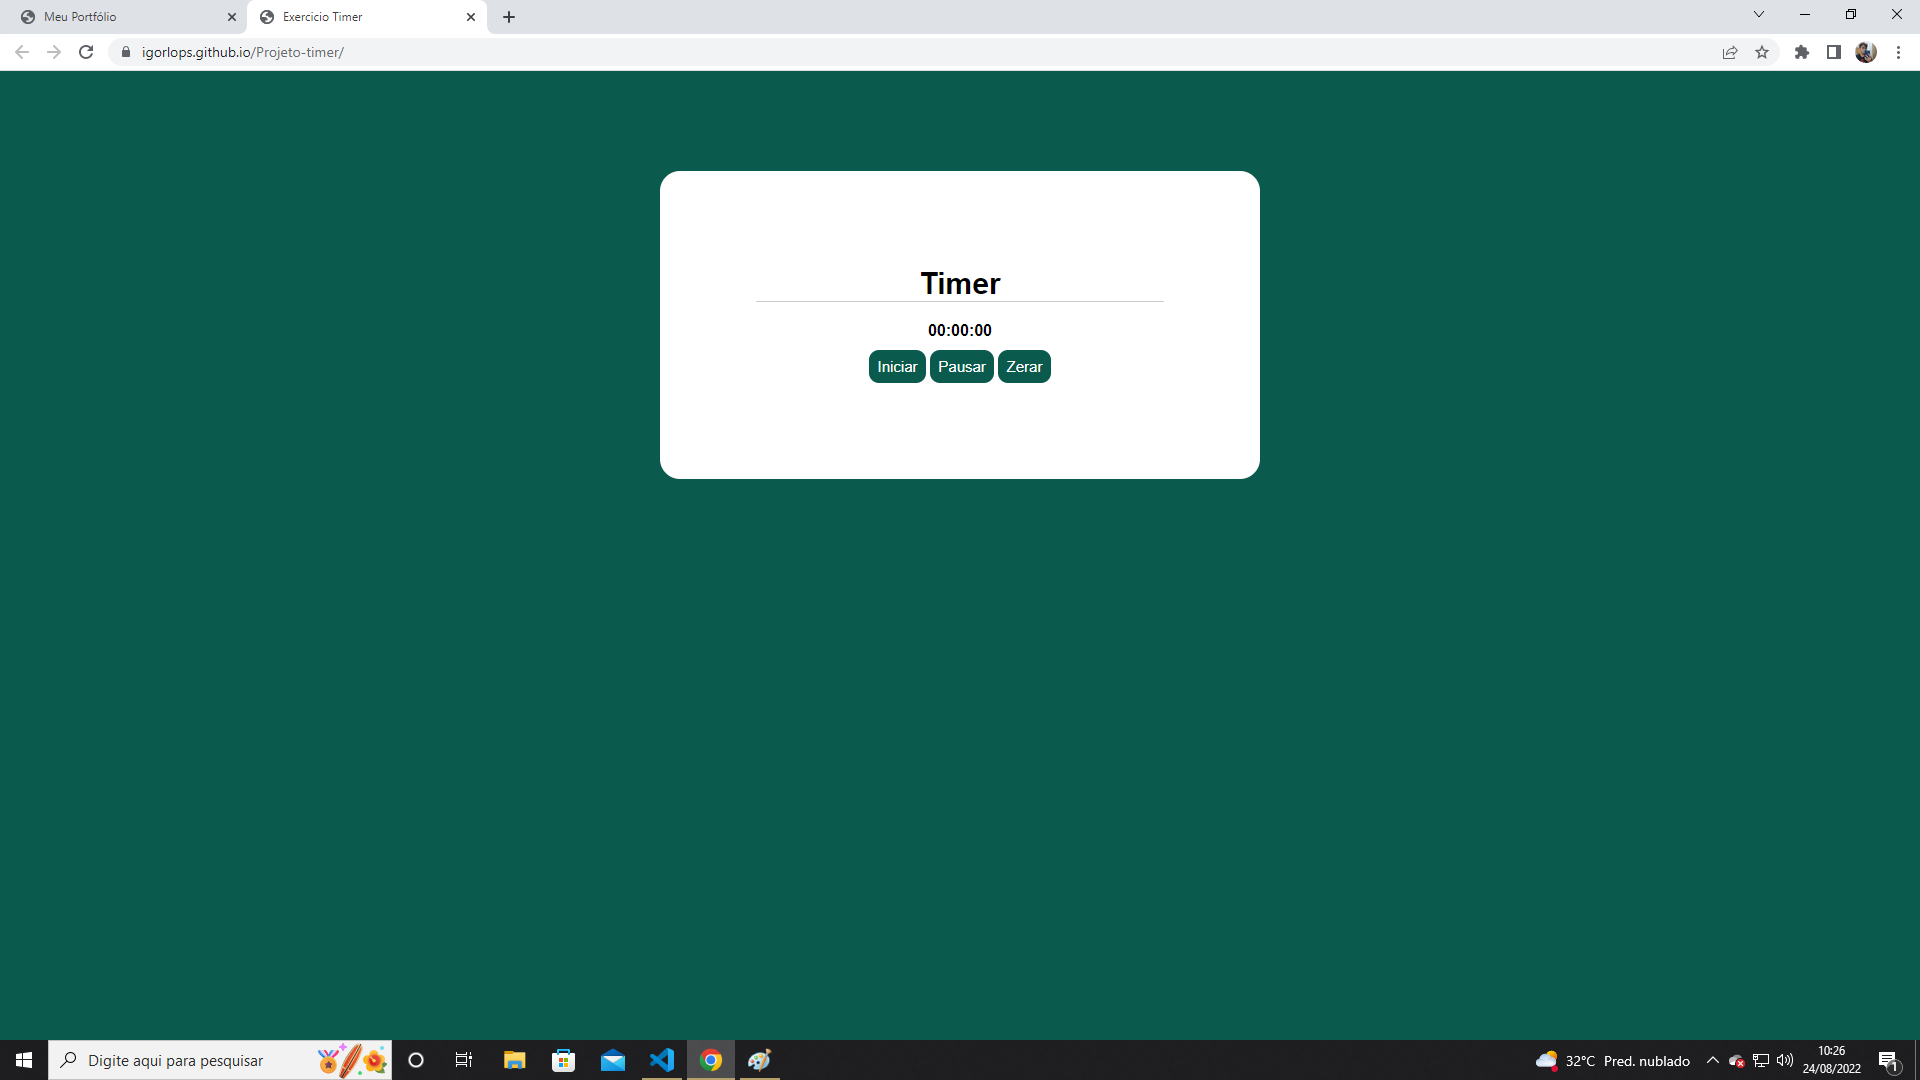 Meu Portfólio
Exercicio Timer
igorlops.github.io/Projeto-timer/
Timer
00:00:00
Iniciar Pausar Zerar
Digite aqui para pesquisar
32°C Pred. nublado
10:26
24/08/2022
1